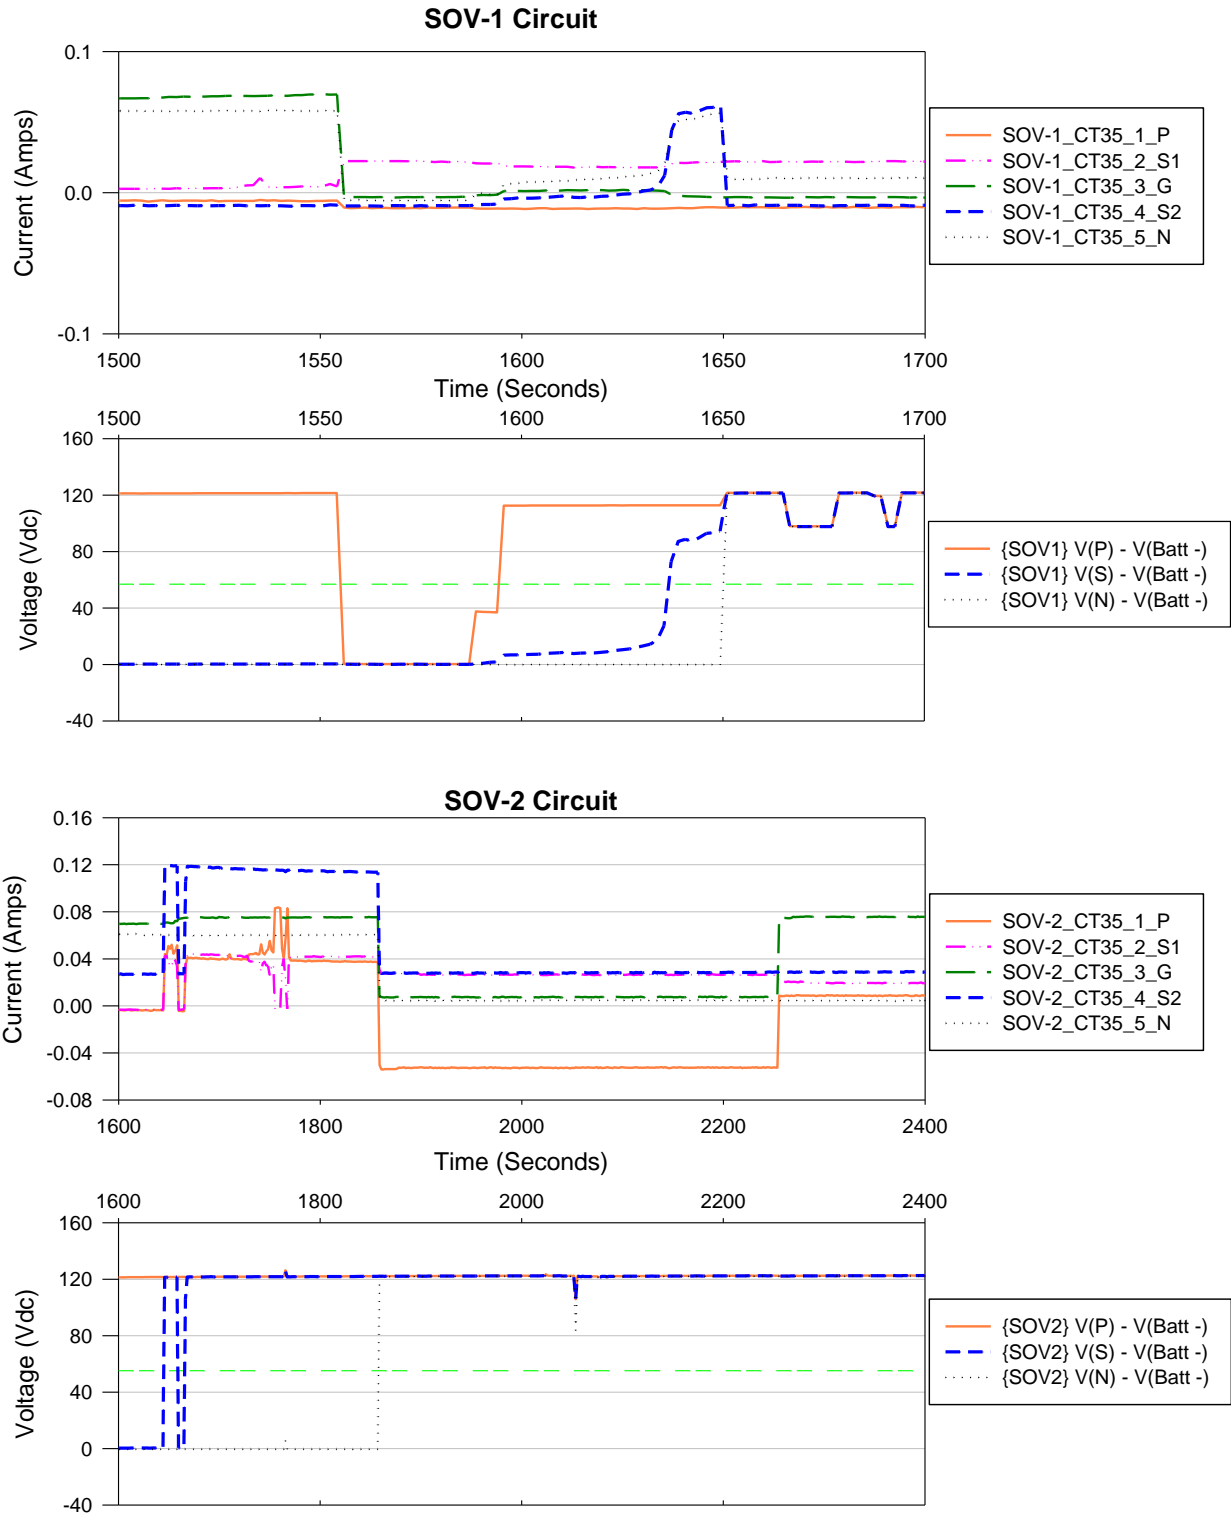 SOV-1 Circuit
0.1
0.0
-0.1
Current (Amps)
1500 1550 1600 1650 1700
Time (Seconds)
SOV-1_CT35_1_P
SOV-1_CT35_2_S1
SOV-1_CT35_3_G
SOV-1_CT35_4_S2
SOV-1_CT35_5_N
1500 1550 1600 1650 1700
160
120
80
40
0
-40
Voltage (Vdc)
{SOV1} V(P) - V(Batt -)
{SOV1} V(S) - V(Batt -)
{SOV1} V(N) - V(Batt -)
SOV-2 Circuit
0.16
0.12
0.08
0.04
0.00
-0.04
-0.08
Current (Amps)
1600 1800 2000 2200 2400
Time (Seconds)
SOV-2_CT35_1_P
SOV-2_CT35_2_S1
SOV-2_CT35_3_G
SOV-2_CT35_4_S2
SOV-2_CT35_5_N
1600 1800 2000 2200 2400
160
120
80
40
0
-40
Voltage (Vdc)
{SOV2} V(P) - V(Batt -)
{SOV2} V(S) - V(Batt -)
{SOV2} V(N) - V(Batt -)